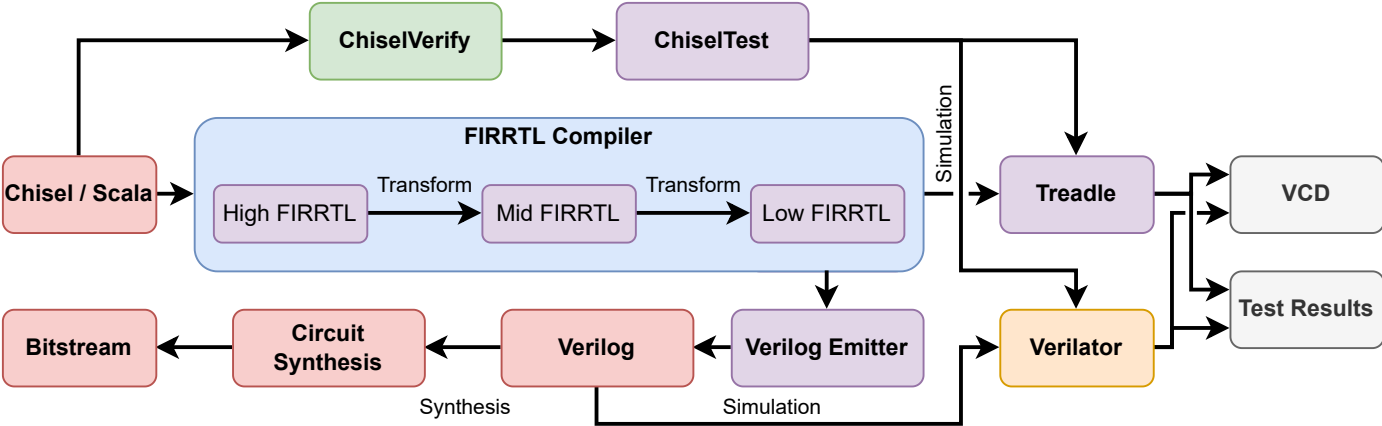 ChiselVerify
ChiselTest
Simulation
FIRRTL Compiler
Chisel / Scala
Transform
Transform
High FIRRTL
Mid FIRRTL
Low FIRRTL
Treadle
VCD
Test Results
Bitstream
Circuit
Synthesis
Verilog
Verilog Emitter
Verilator
Synthesis
Simulation